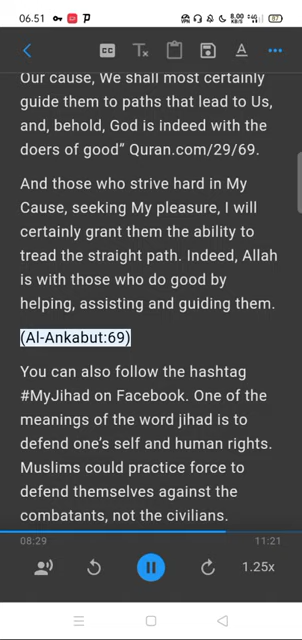 06.51
8.00 KB/S
87
CC
Our cause, We shall most certainly
guide them to paths that lead to Us,
and, behold, God is indeed with the
doers of good” Quran.com/29/69.
And those who strive hard in My
Cause, seeking My pleasure, I will
certainly grant them the ability to
tread the straight path. Indeed, Allah
is with those who do good by
helping, assisting and guiding them.
(Al-Ankabut:69)
You can also follow the hashtag
#MyJihad on Facebook. One of the
meanings of the word jihad is to
defend one’s self and human rights.
Muslims could practice force to
defend themselves against the
combatants, not the civilians.
08:29 11:21
1.25x